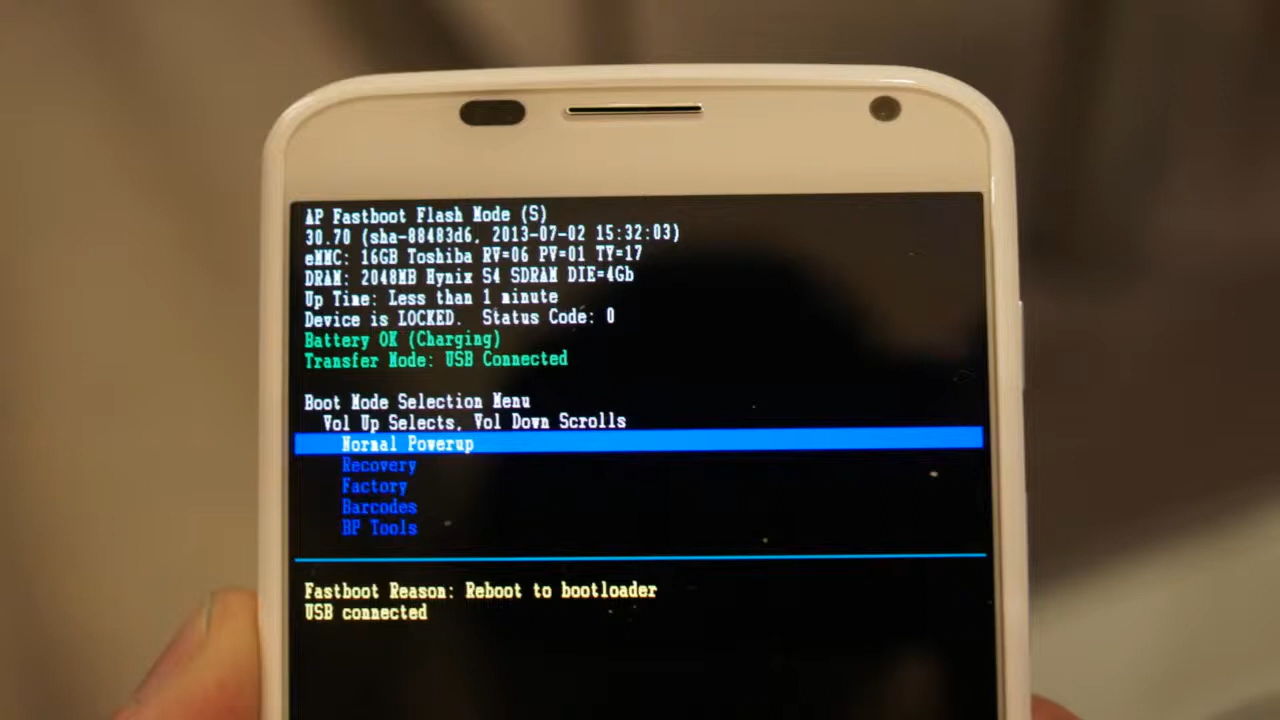 AP Fastboot Flash Mode (S)
30.70 (sha-88483d6, 2013-07-02 15:32:03)
eMMC: 16GB Toshiba RV=06 PV=01 TY=17
DRAM: 2048MB Hynix S4 SDRAM DIE=4Gb
Up Time: Less than 1 minute
Device is LOCKED. Status Code: 0
Battery OK (Charging)
Transfer Mode: USB Connected
Boot Mode Selection Menu
Vol Up Selects, Vol Down Scrolls
Normal Powerup
Recovery
Factory
Barcodes
BP Tools
Fastboot Reason: Reboot to bootloader
USB connected